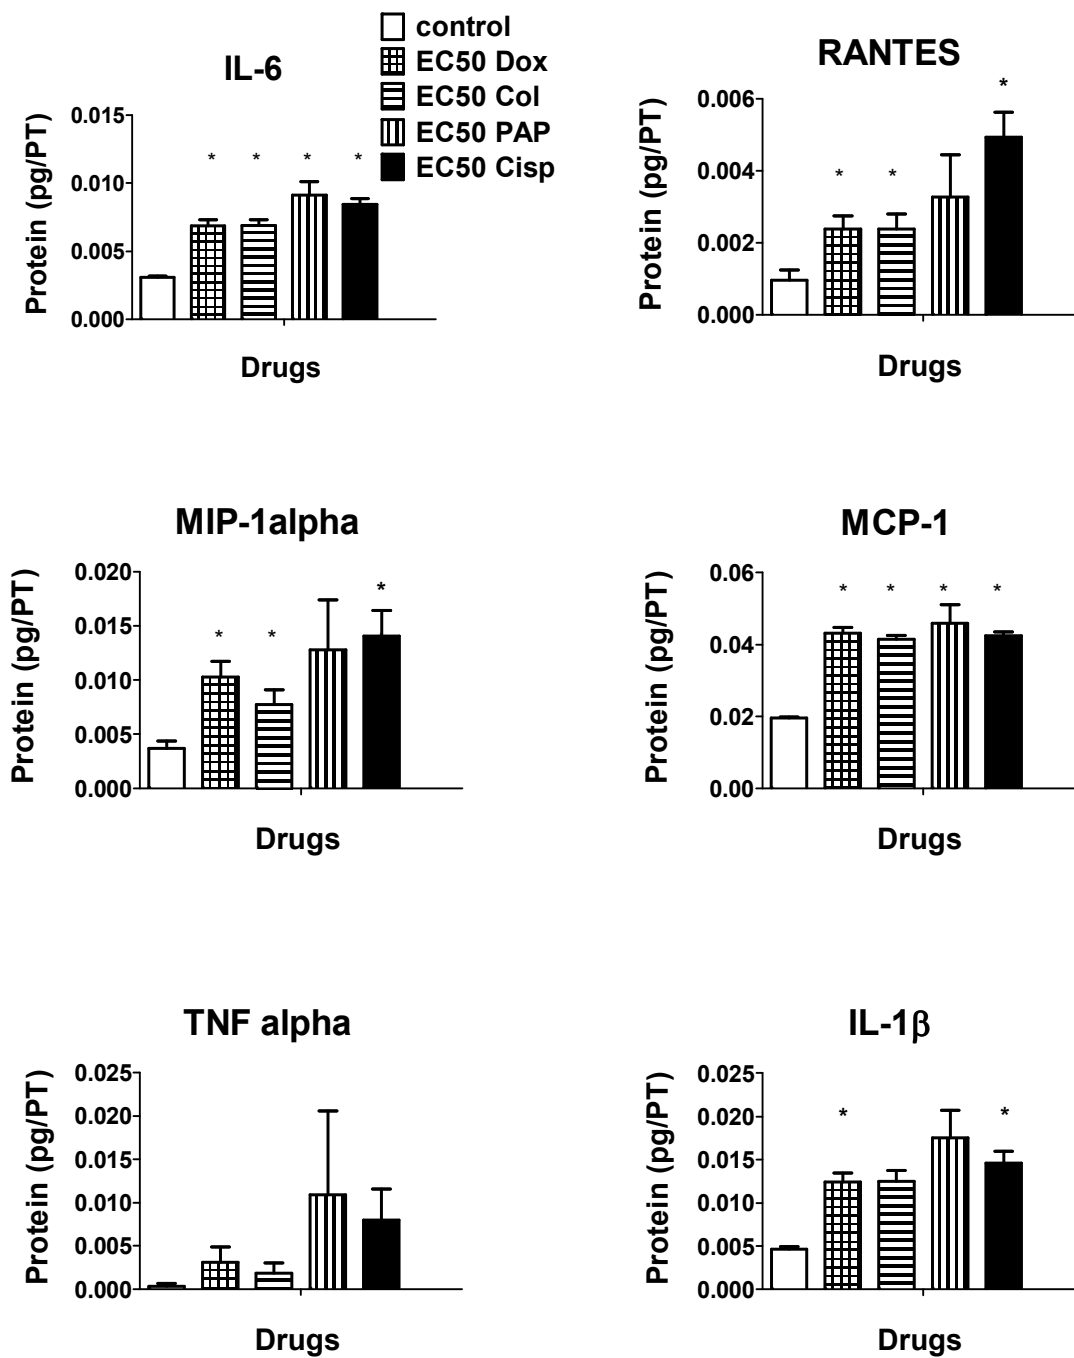 control
EC50 Dox
EC50 Col
EC50 PAP
EC50 Cisp
IL-6
Protein (pg/PT)
0.015
0.010
0.005
0.000
* * * *
Drugs
RANTES
Protein (pg/PT)
0.006
0.004
0.002
0.000
* * *
Drugs
MIP-1alpha
Protein (pg/PT)
0.020
0.015
0.010
0.005
0.000
* * *
Drugs
MCP-1
Protein (pg/PT)
0.06
0.04
0.02
0.00
* * * *
Drugs
TNF alpha
Protein (pg/PT)
0.025
0.020
0.015
0.010
0.005
0.000
Drugs
IL-1β
Protein (pg/PT)
0.025
0.020
0.015
0.010
0.005
0.000
* *
Drugs